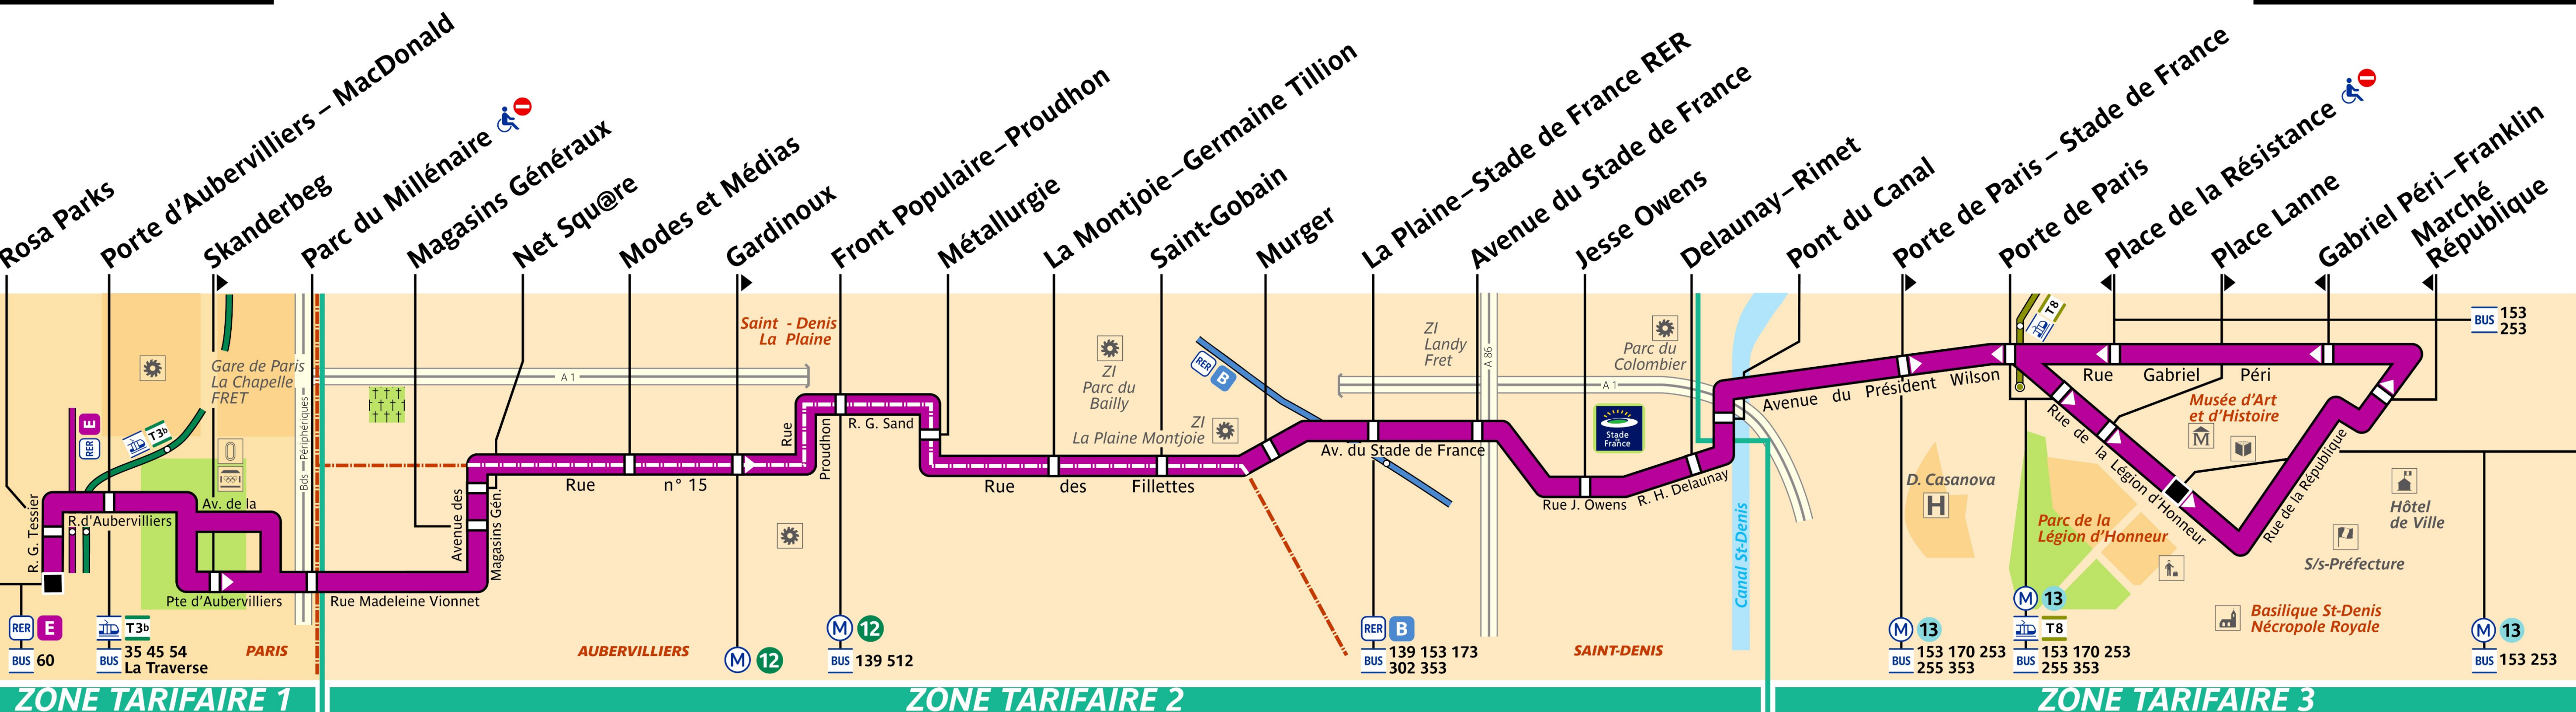 Rosa Parks
Porte d'Aubervilliers – MacDonald
Skanderbeg
Parc du Millénaire
Magasins Généraux
Net Squ@re
Modes et Médias
Gardinoux
Front Populaire – Proudhon
Métallurgie
La Montjoie – Germaine Tillion
Saint-Gobain
Murger
La Plaine – Stade de France RER
Avenue du Stade de France
Jesse Owens
Delaunay – Rimet
Pont du Canal
Porte de Paris – Stade de France
Porte de Paris
Place de la Résistance
Place Lanne
Gabriel Péri – Franklin
Marché
République
Gare de Paris
La Chapelle
FRET
RER E
T3b
R. G. Tessier
R.d'Aubervilliers
Av. de la
Pte d'Aubervilliers
Bds – Périphériques
Rue Madeleine Vionnet
Avenue des
Magasins Gén.
A 1
Rue n° 15
Saint - Denis
La Plaine
Rue
Proudhon
R. G. Sand
Rue des Fillettes
ZI
Parc du
Bailly
ZI
La Plaine Montjoie
RER B
Av. du Stade de France
ZI
Landy
Fret
A 86
A 1
Parc du
Colombier
Stade
France
Rue J. Owens
R. H. Delaunay
Canal St-Denis
Avenue du Président Wilson
T8
Rue Gabriel Péri
Rue de la Légion d'Honneur
Rue de la République
Musée d'Art
et d'Histoire
M
D. Casanova
H
Parc de la
Légion d'Honneur
Hôtel
de Ville
S/s-Préfecture
Basilique St-Denis
Nécropole Royale
BUS 153
253
RER E
BUS 60
T3b
BUS 35 45 54
La Traverse
PARIS
AUBERVILLIERS
M 12
M 12
BUS 139 512
RER B
BUS 139 153 173
302 353
SAINT-DENIS
M 13
BUS 153 170 253
255 353
M 13
T8
BUS 153 170 253
255 353
M 13
BUS 153 253
ZONE TARIFAIRE 1
ZONE TARIFAIRE 2
ZONE TARIFAIRE 3